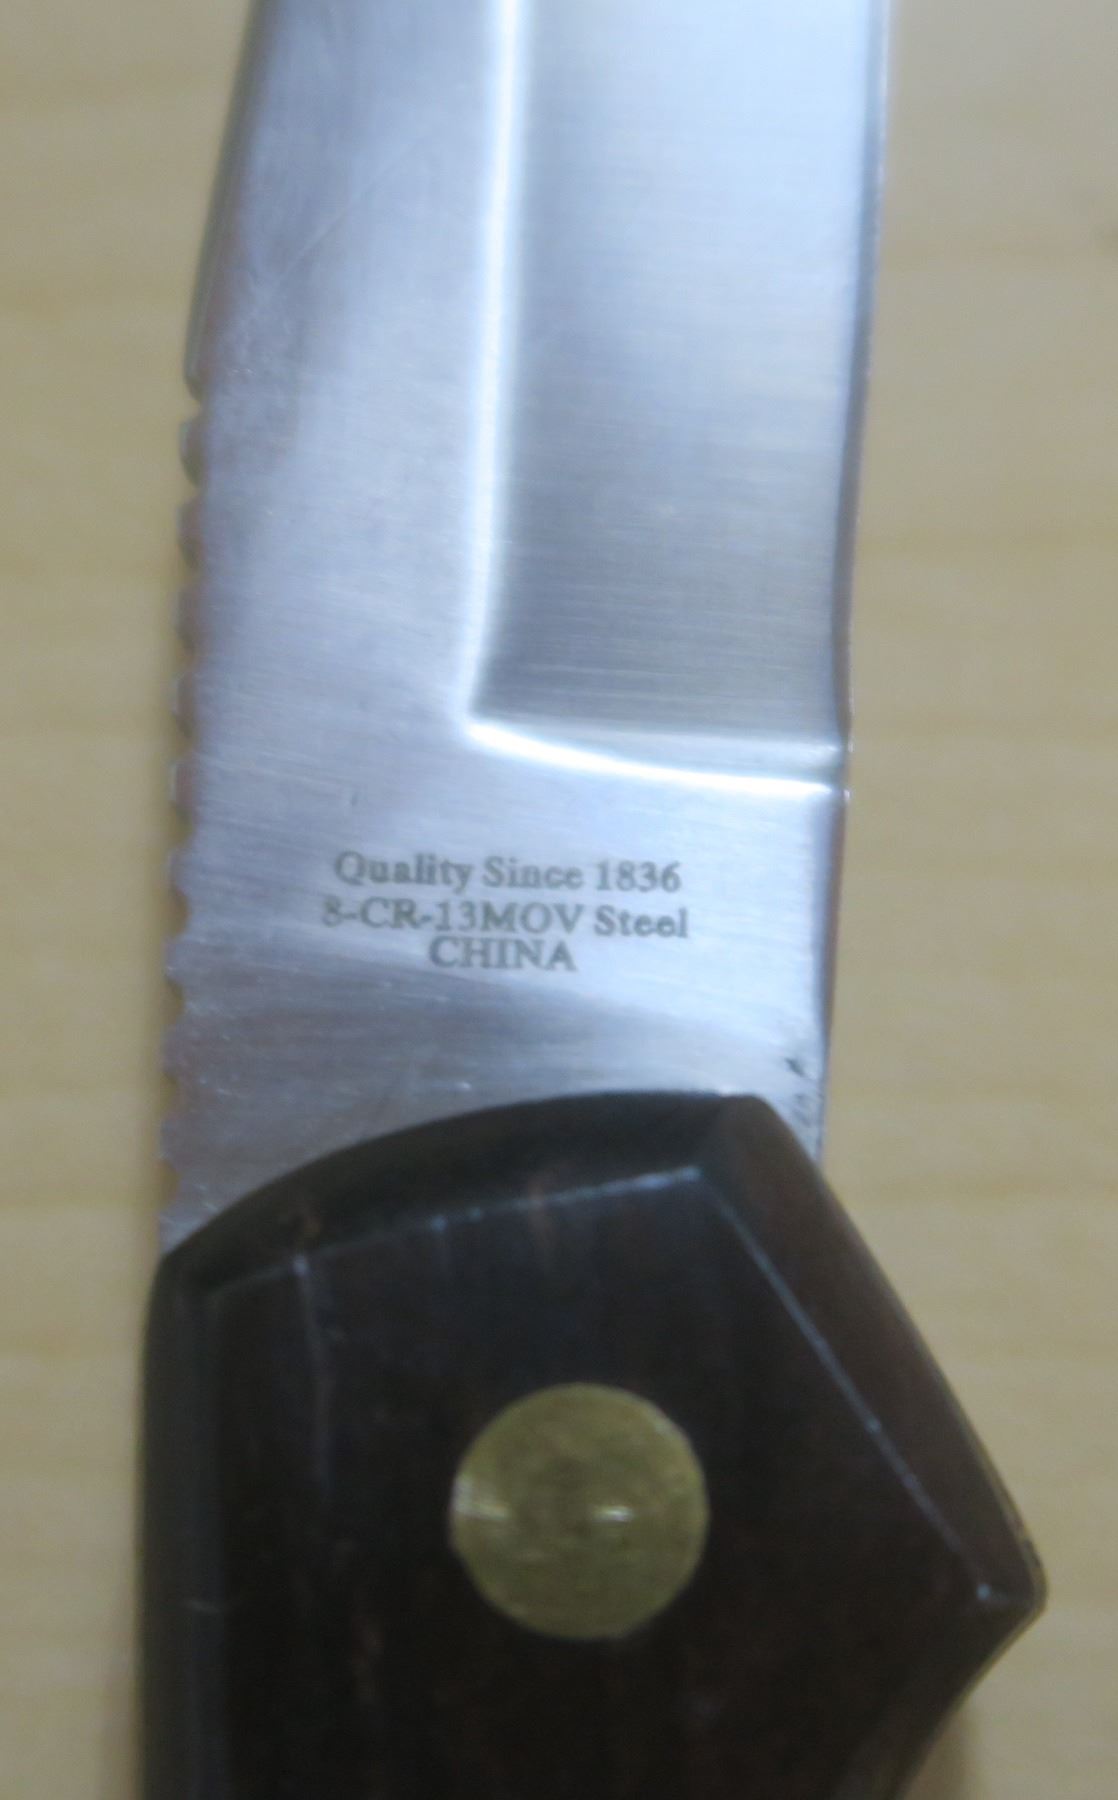 Quality Since 1836
8-CR-13MOV Steel
CHINA